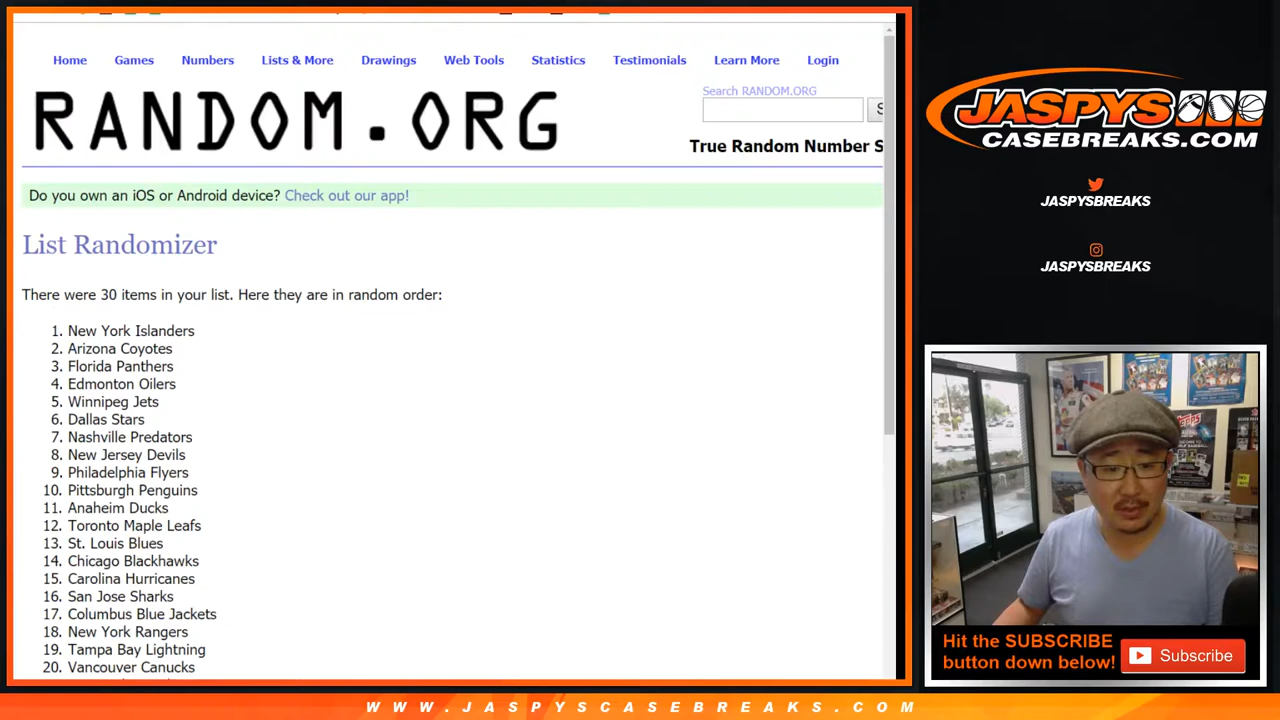 Home Games Numbers Lists & More Drawings Web Tools Statistics Testimonials Learn More Login
Search RANDOM.ORG
RANDOM.ORG
S
True Random Number S
Do you own an iOS or Android device? Check out our app!
List Randomizer
There were 30 items in your list. Here they are in random order:
1. New York Islanders
2. Arizona Coyotes
3. Florida Panthers
4. Edmonton Oilers
5. Winnipeg Jets
6. Dallas Stars
7. Nashville Predators
8. New Jersey Devils
9. Philadelphia Flyers
10. Pittsburgh Penguins
11. Anaheim Ducks
12. Toronto Maple Leafs
13. St. Louis Blues
14. Chicago Blackhawks
15. Carolina Hurricanes
16. San Jose Sharks
17. Columbus Blue Jackets
18. New York Rangers
19. Tampa Bay Lightning
20. Vancouver Canucks
JASPYS
CASEBREAKS.COM
JASPYSBREAKS
JASPYSBREAKS
Hit the SUBSCRIBE
button down below!
Subscribe
WWW.JASPYSCASEBREAKS.COM